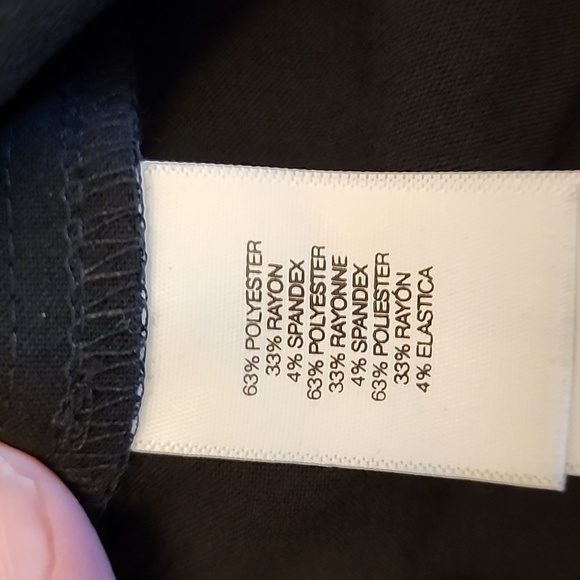 63% POLYESTER
33% RAYON
4% SPANDEX
63% POLYESTER
33% RAYONNE
4% SPANDEX
63% POLIESTER
33% RAYÓN
4% ELASTICA